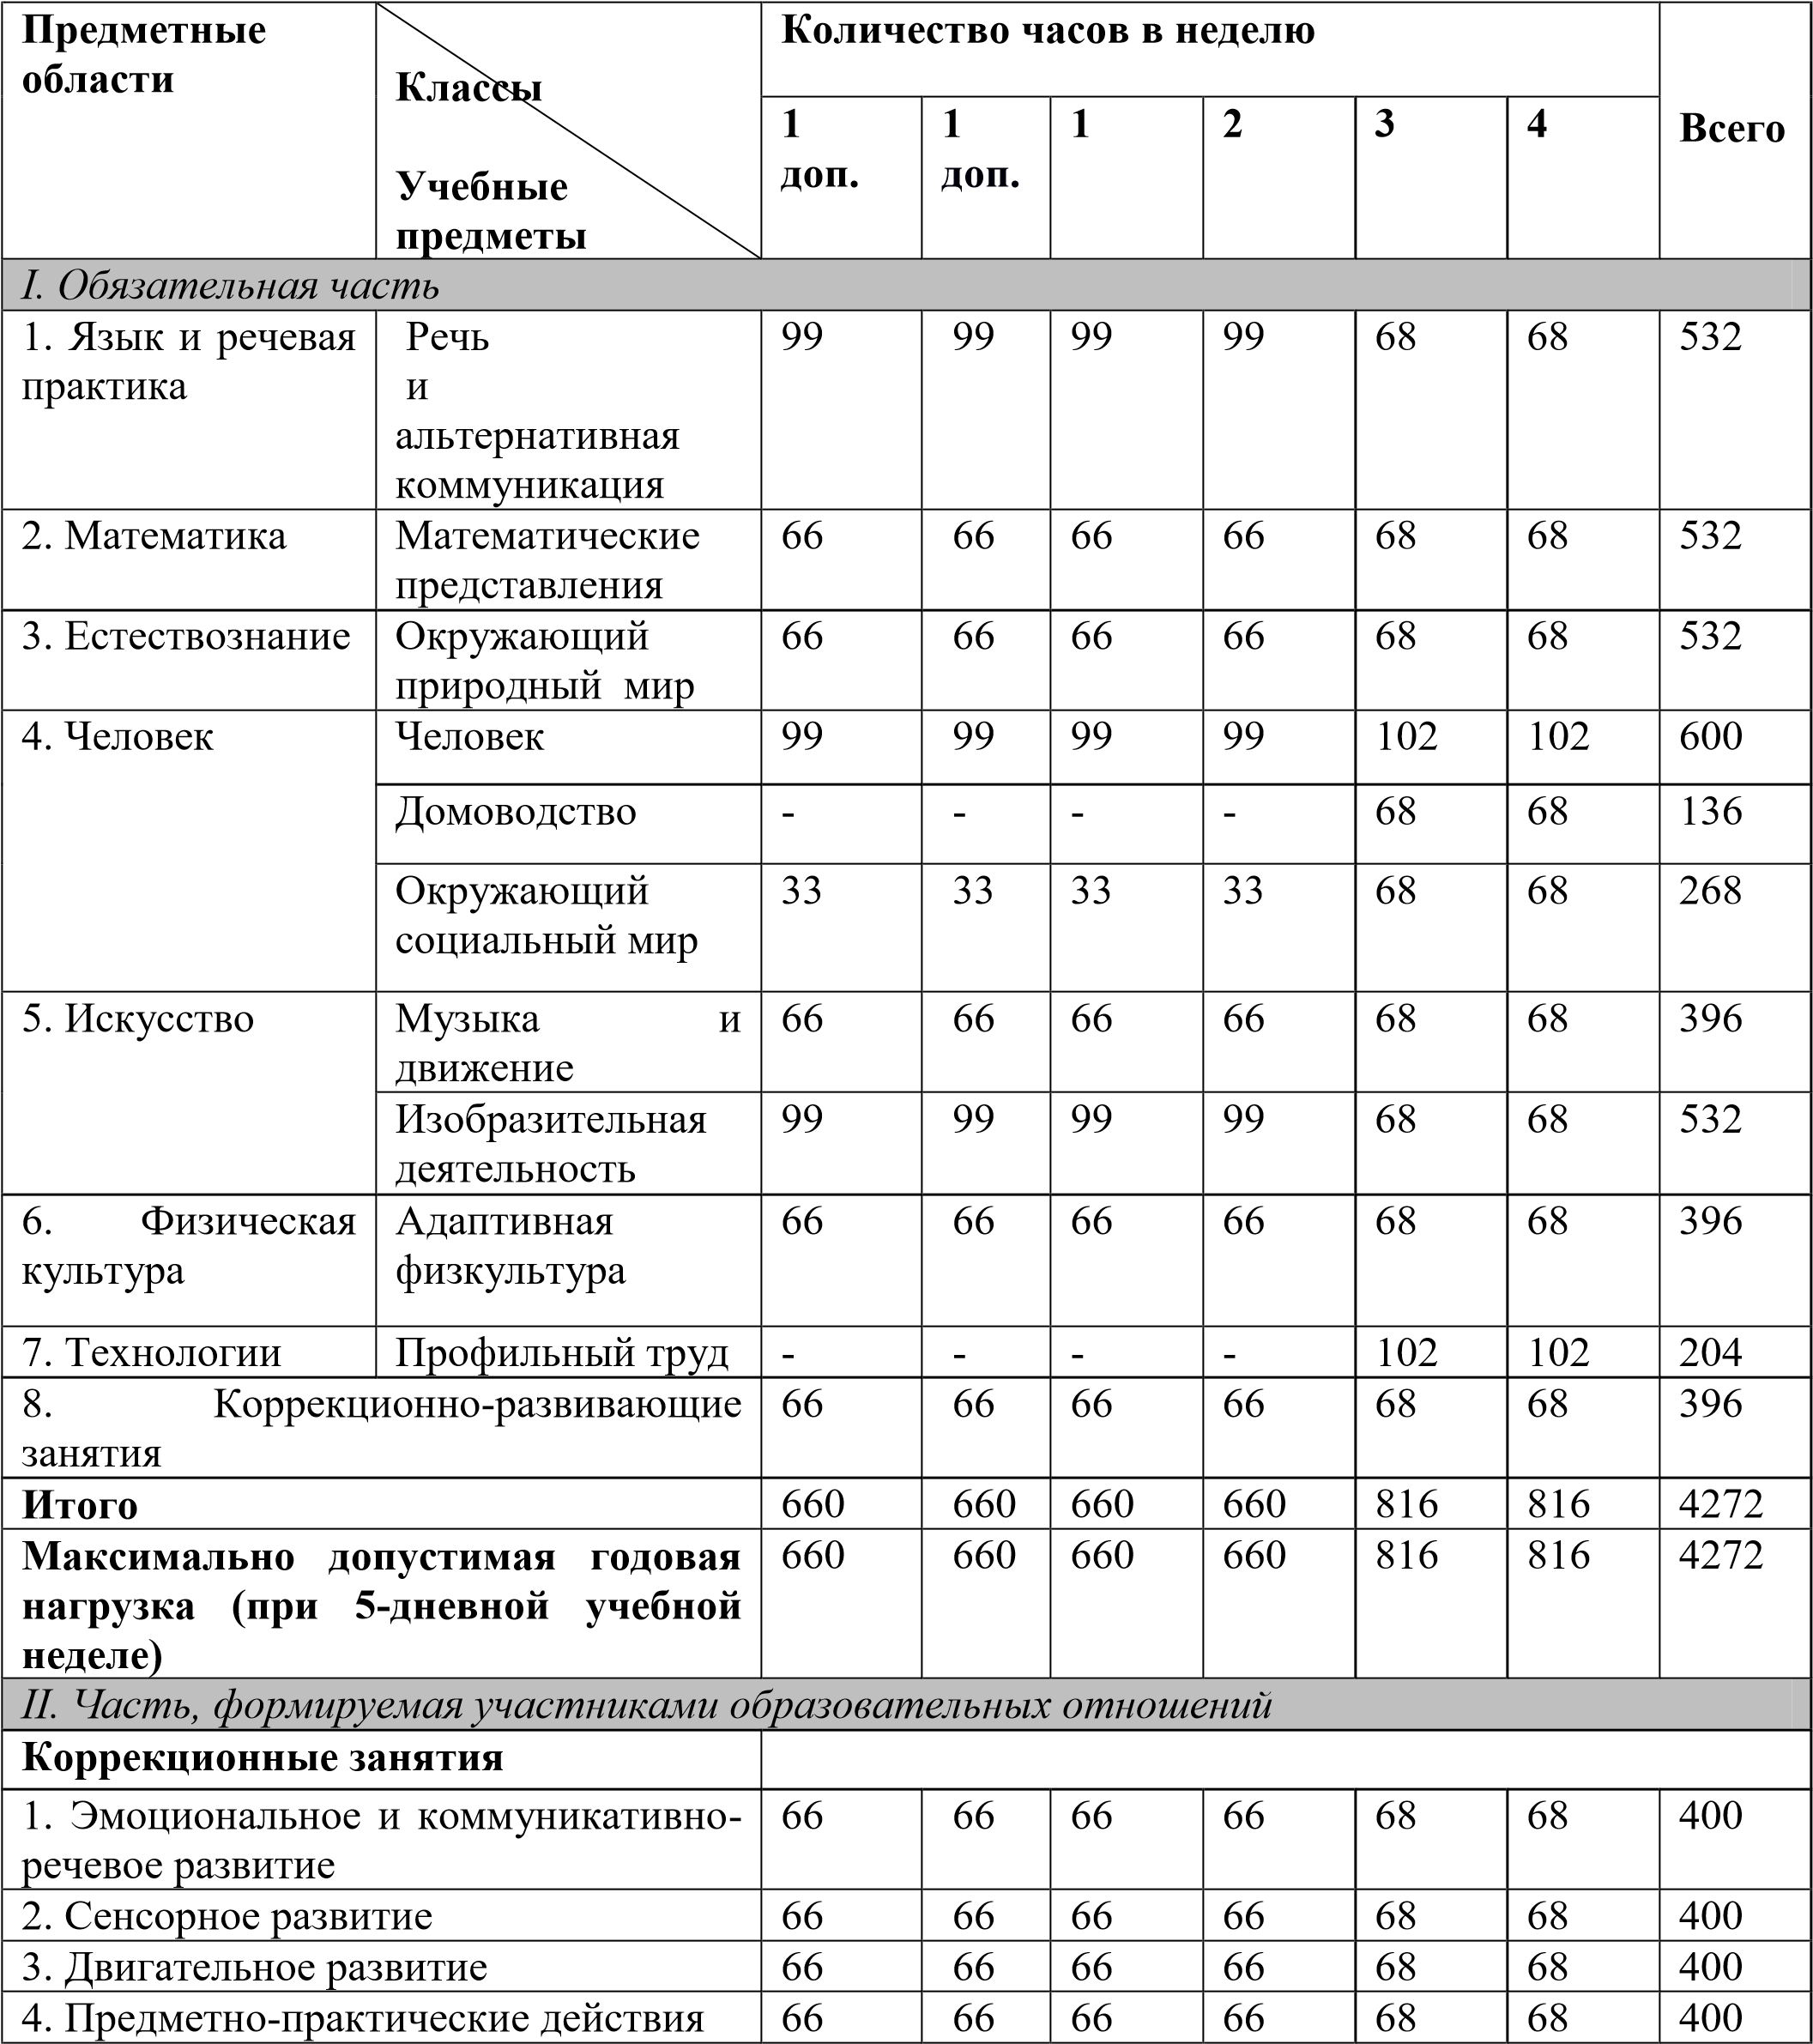 Предметные области Классы Учебные предметы Количество часов в неделю Всего
1 доп. 1 доп. 1 2 3 4
I. Обязательная часть
1. Язык и речевая 	Речь 99 99 99 99 68 68 532
практика и
альтернативная
коммуникация
2. Математика Математические 66 66 66 66 68 68 532
представления
3. Естествознание Окружающий 66 66 66 66 68 68 532
природный мир
4. Человек Человек 99 99 99 99 102 102 600
Домоводство - - - - 68 68 136
Окружающий 33 33 33 33 68 68 268
социальный мир
5. Искусство Музыка и 66 66 66 66 68 68 396
движение
Изобразительная 99 99 99 99 68 68 532
деятельность
6. Физическая Адаптивная 66 66 66 66 68 68 396
культура физкультура
7. Технологии Профильный труд - - - - 102 102 204
8. Коррекционно-развивающие 66 66 66 66 68 68 396
занятия
Итого 660 660 660 660 816 816 4272
Максимально допустимая годовая 660 660 660 660 816 816 4272
нагрузка (при 5-дневной учебной
неделе)
II. Часть, формируемая участниками образовательных отношений
Коррекционные занятия
1. Эмоциональное и коммуникативно- 66 66 66 66 68 68 400
речевое развитие
2. Сенсорное развитие 66 66 66 66 68 68 400
3. Двигательное развитие 66 66 66 66 68 68 400
4. Предметно-практические действия 66 66 66 66 68 68 400